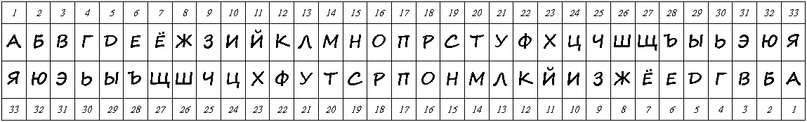 1 2 3 4 5 6 7 8 9 10 11 12 13 14 15 16 17 18 19 20 21 22 23 24 25 26 27 28 29 30 31 32 33
А Б В Г Д Е Ё Ж З И Й К Л М Н О П Р С Т У Ф Х Ц Ч Ш Щ Ъ Ы Ь Э Ю Я
Я Ю Э Ь Ы Ъ Щ Ш Ч Ц Х Ф У Т С Р П О Н М Л К Й И З Ж Ё Е Д Г В Б А
33 32 31 30 29 28 27 26 25 24 23 22 21 20 19 18 17 16 15 14 13 12 11 10 9 8 7 6 5 4 3 2 1